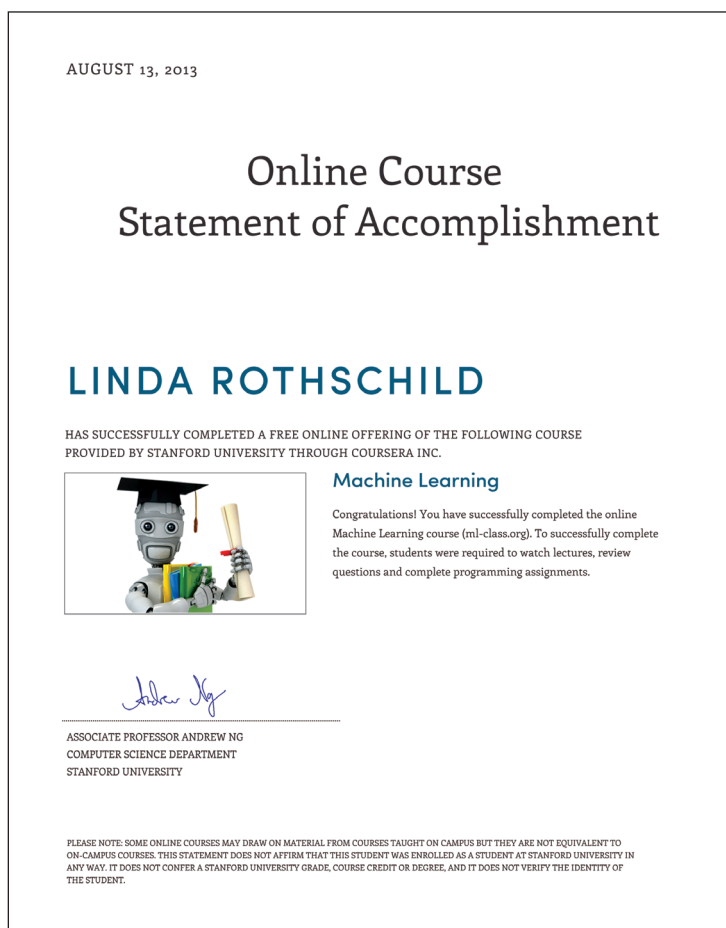 AUGUST 13, 2013
Online Course
Statement of Accomplishment
LINDA ROTHSCHILD
HAS SUCCESSFULLY COMPLETED A FREE ONLINE OFFERING OF THE FOLLOWING COURSE
PROVIDED BY STANFORD UNIVERSITY THROUGH COURSERA INC.
Machine Learning
Congratulations! You have successfully completed the online
Machine Learning course (ml-class.org). To successfully complete
the course, students were required to watch lectures, review
questions and complete programming assignments.
Andrew Ng
ASSOCIATE PROFESSOR ANDREW NG
COMPUTER SCIENCE DEPARTMENT
STANFORD UNIVERSITY
PLEASE NOTE: SOME ONLINE COURSES MAY DRAW ON MATERIAL FROM COURSES TAUGHT ON CAMPUS BUT THEY ARE NOT EQUIVALENT TO
ON-CAMPUS COURSES. THIS STATEMENT DOES NOT AFFIRM THAT THIS STUDENT WAS ENROLLED AS A STUDENT AT STANFORD UNIVERSITY IN
ANY WAY. IT DOES NOT CONFER A STANFORD UNIVERSITY GRADE, COURSE CREDIT OR DEGREE, AND IT DOES NOT VERIFY THE IDENTITY OF
THE STUDENT.